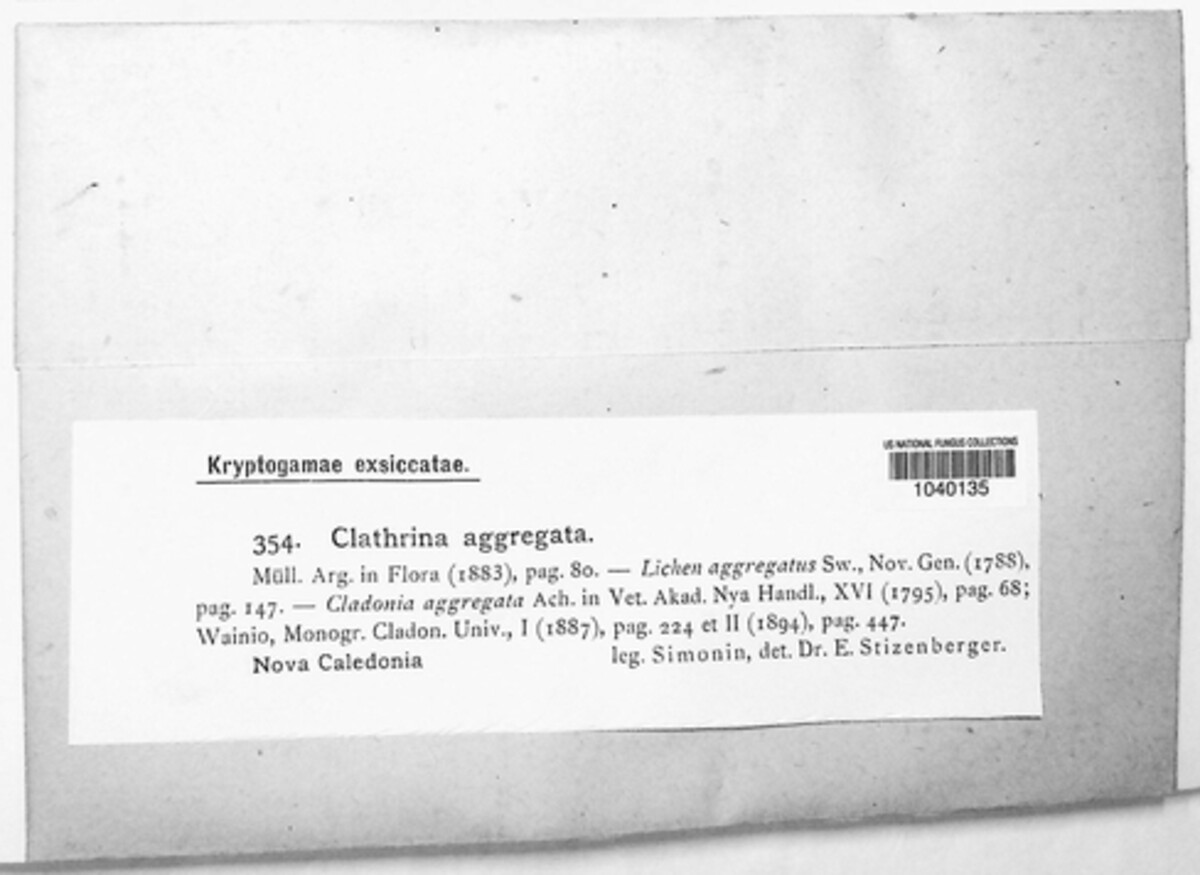 Kryptogamae exsiccatae.
US NATIONAL FUNGUS COLLECTIONS
1040135
354. Clathrina aggregata.
Müll. Arg. in Flora (1883), pag. 80. — Lichen aggregatus Sw., Nov. Gen. (1788),
pag. 147. — Cladonia aggregata Ach. in Vet. Akad. Nya Handl., XVI (1795), pag. 68;
Wainio, Monogr. Cladon. Univ., I (1887), pag. 224 et II (1894), pag. 447.
Nova Caledonia leg. Simonin, det. Dr. E. Stizenberger.